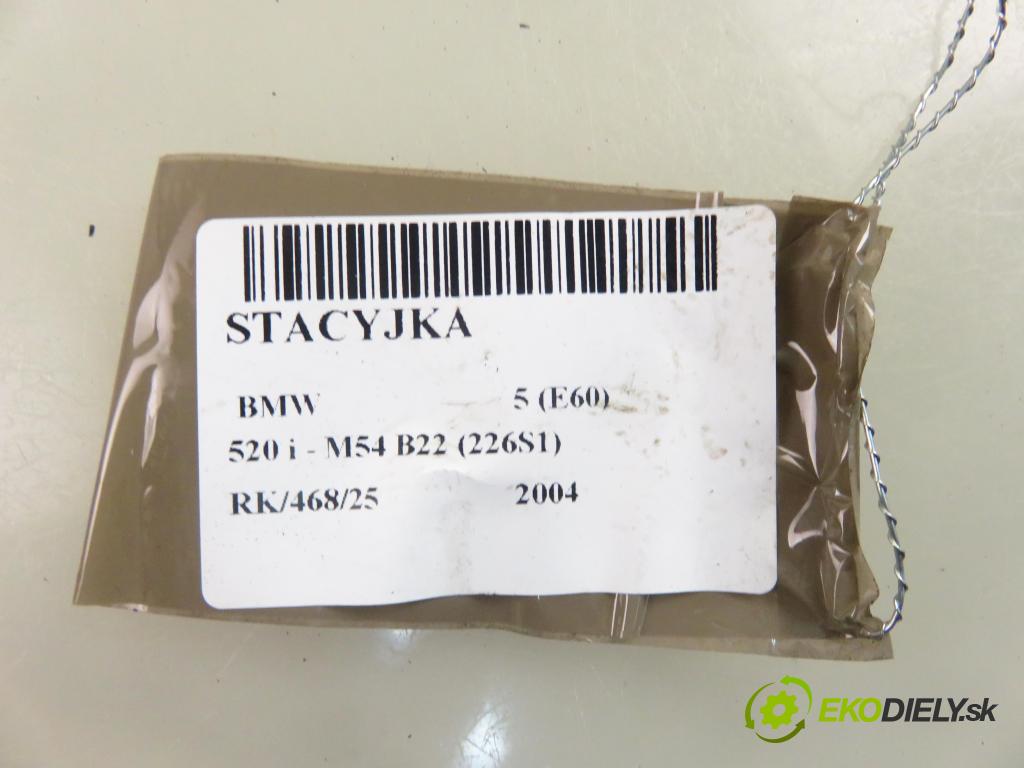 STACYJKA
BMW 5 (E60)
520 i - M54 B22 (226S1)
RK/468/25 2004
EKODIELY.sk